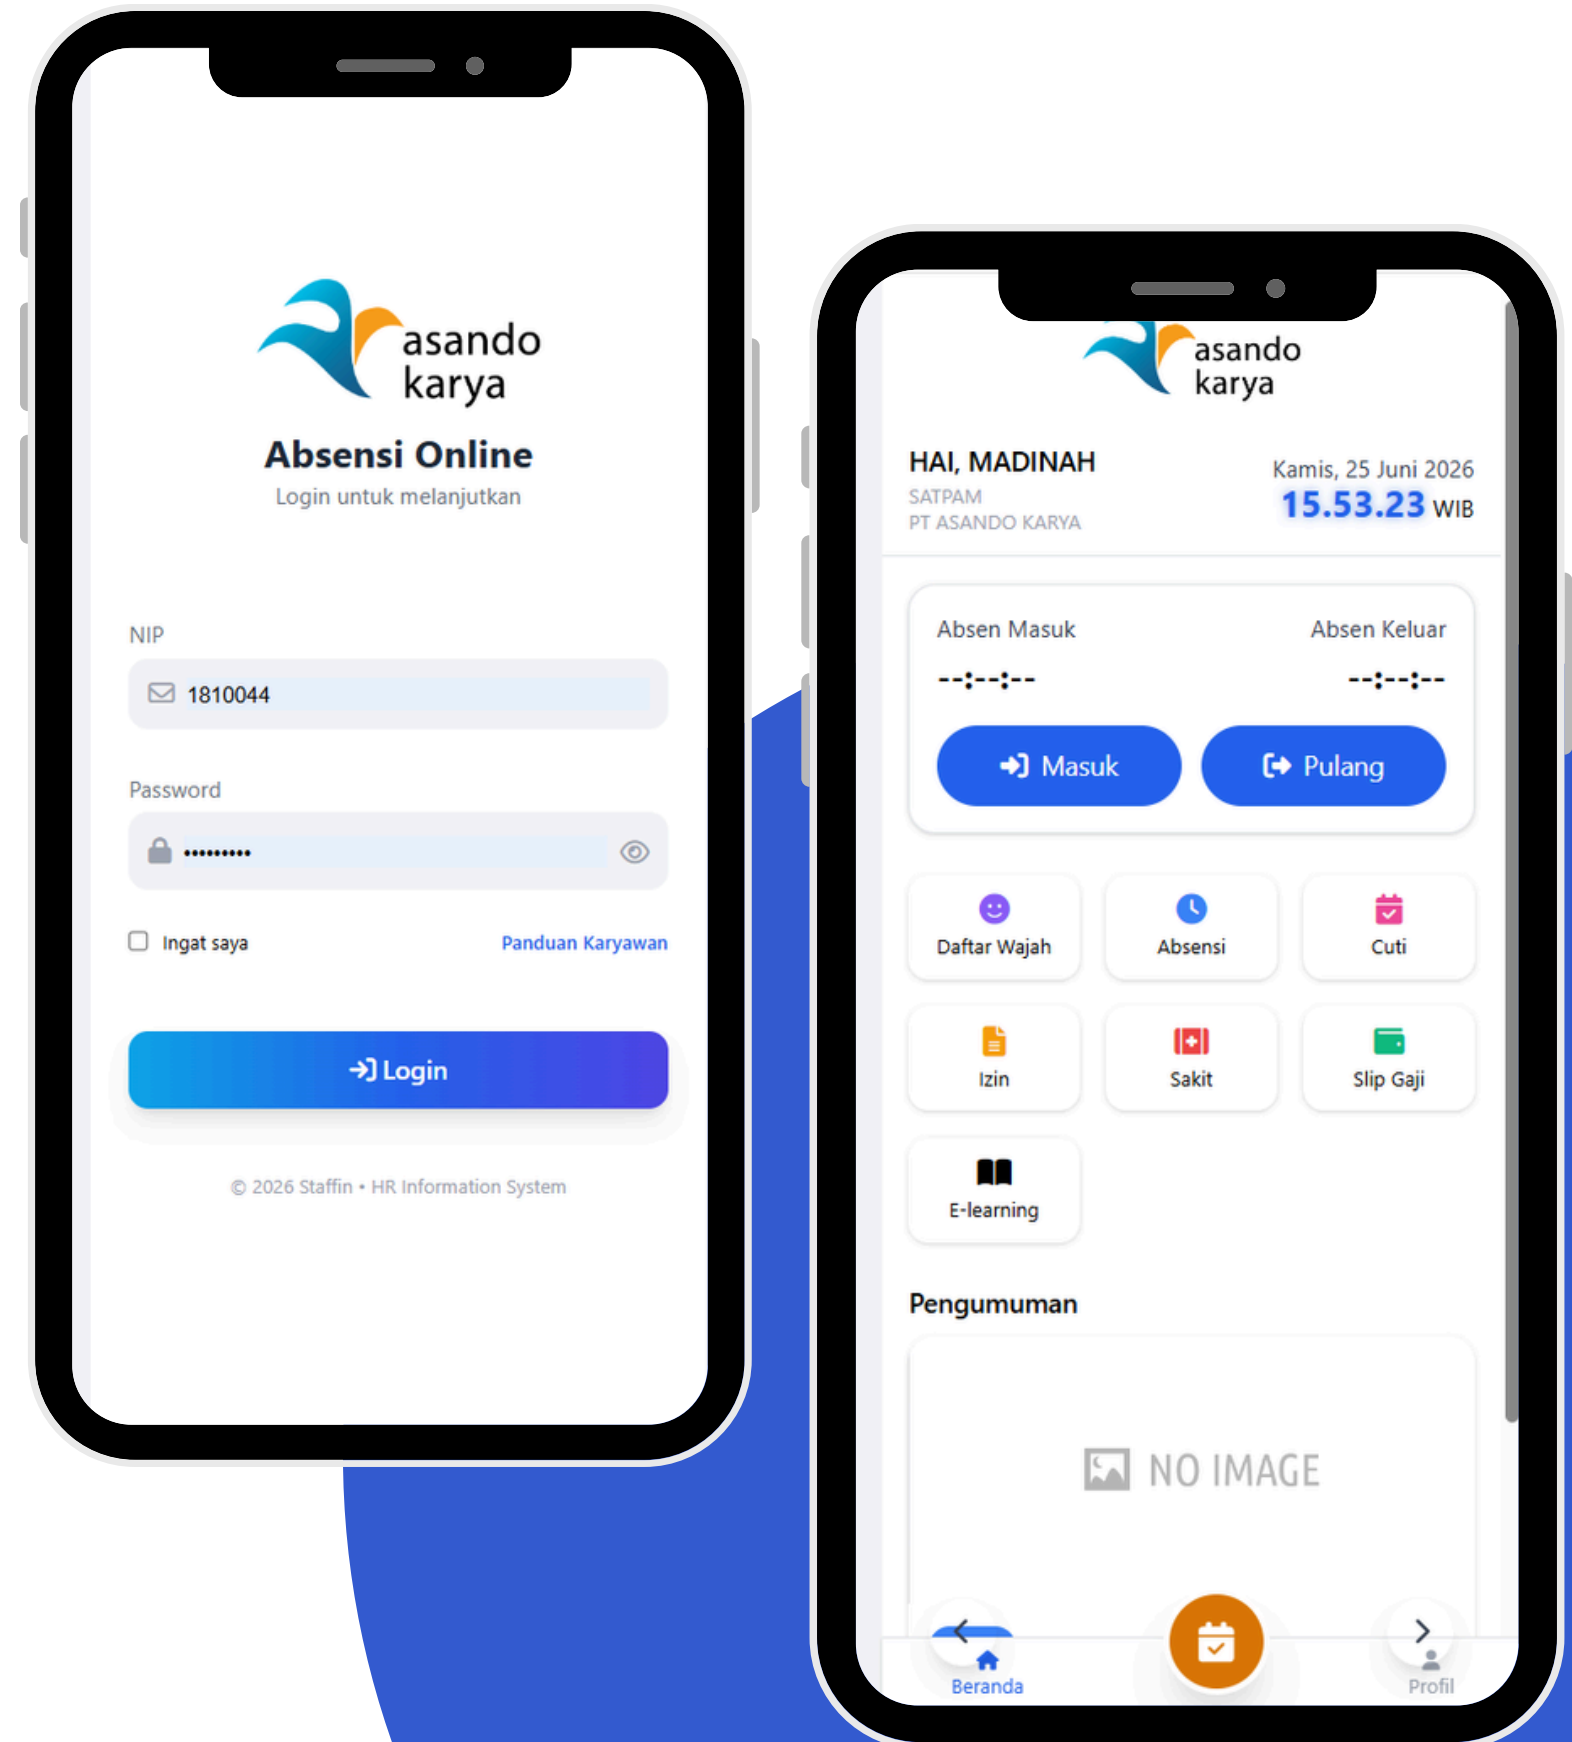 asando
karya
Absensi Online
Login untuk melanjutkan
NIP
1810044
Password
•••••••••
Ingat saya
Panduan Karyawan
Login
© 2026 Staffin • HR Information System
asando
karya
HAI, MADINAH
SATPAM
PT ASANDO KARYA
Kamis, 25 Juni 2026
15.53.23 WIB
Absen Masuk
Absen Keluar
--:--:--
--:--:--
Masuk
Pulang
Daftar Wajah
Absensi
Cuti
Izin
Sakit
Slip Gaji
E-learning
Pengumuman
NO IMAGE
Beranda
Profil